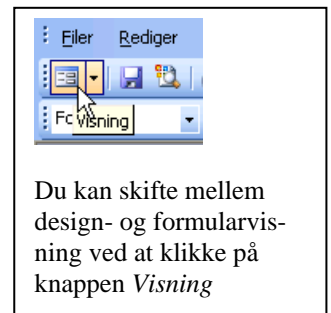 Filer Rediger
Visning
Du kan skifte mellem
design- og formularvis-
ning ved at klikke på
knappen Visning